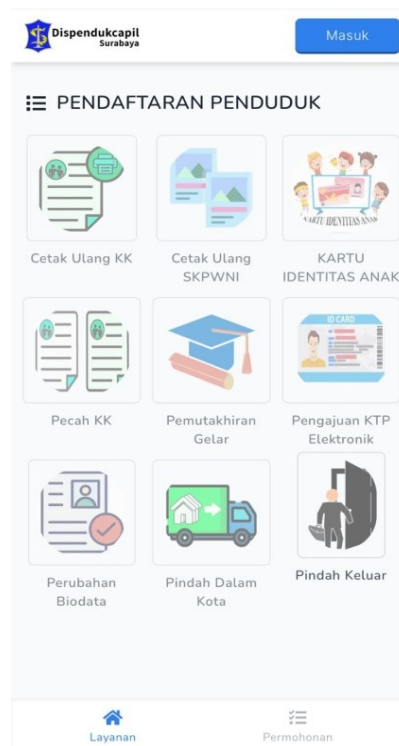 Dispendukcapil
Surabaya
Masuk
PENDAFTARAN PENDUDUK
KARTU IDENTITAS ANAK
Cetak Ulang KK
Cetak Ulang
SKPWNI
KARTU
IDENTITAS ANAK
ID CARD
Pecah KK
Pemutakhiran
Gelar
Pengajuan KTP
Elektronik
Perubahan
Biodata
Pindah Dalam
Kota
Pindah Keluar
Layanan
Permohonan